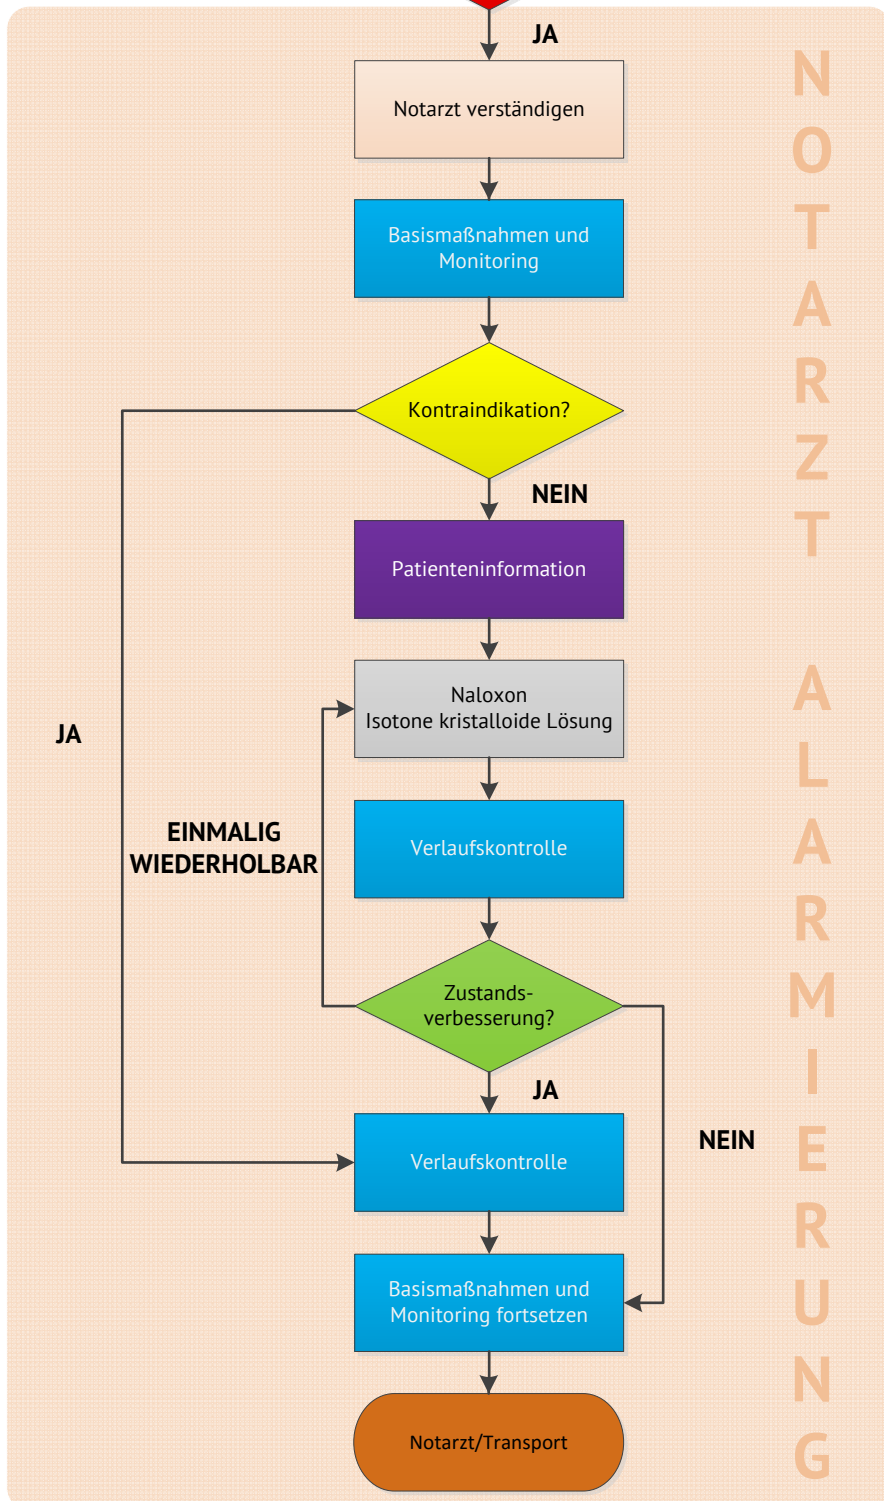 JA
Notarzt verständigen
Basismaßnahmen und
Monitoring
Kontraindikation?
NEIN
Patienteninformation
Naloxon
Isotone kristalloide Lösung
JA
EINMALIG
WIEDERHOLBAR
Verlaufskontrolle
Zustands-
verbesserung?
JA
NEIN
Verlaufskontrolle
Basismaßnahmen und
Monitoring fortsetzen
Notarzt/Transport
NOTARZT ALARMIERUNG